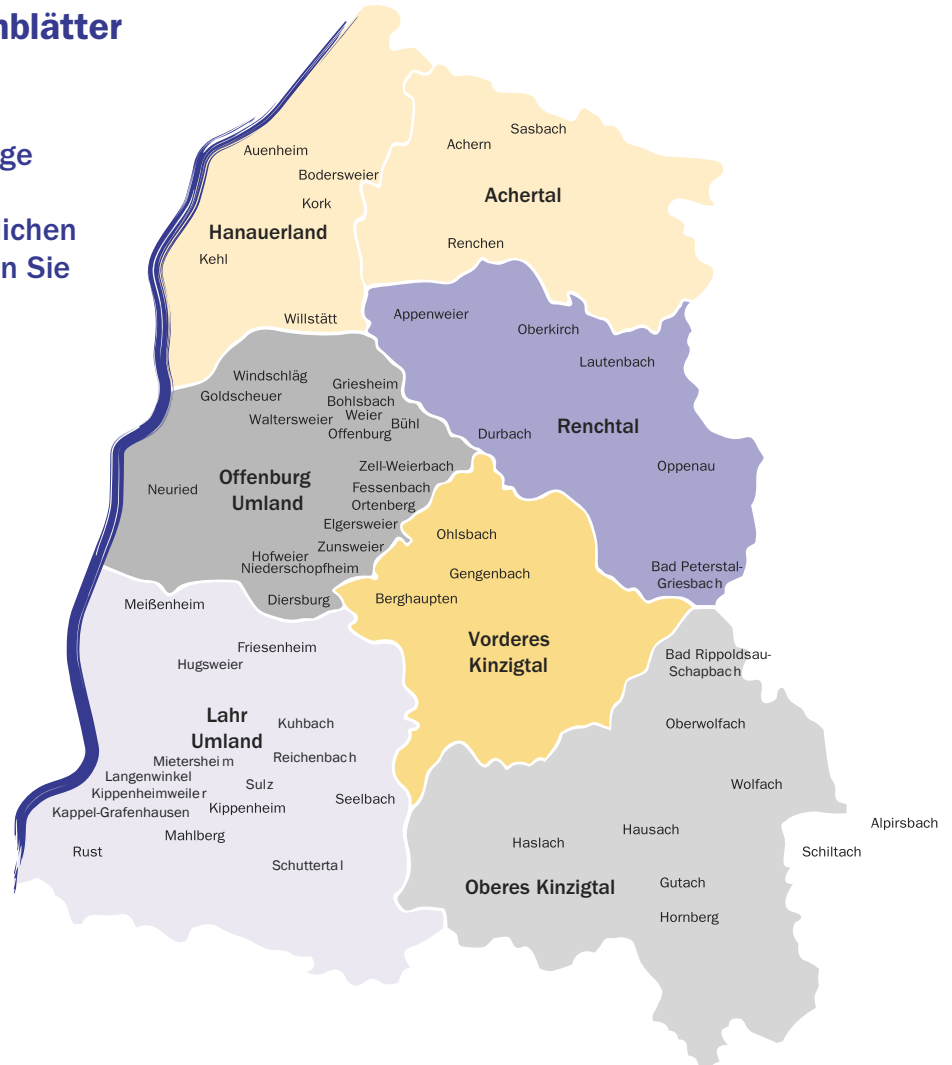 nblätter
ge
lichen
n Sie
Sasbach
Achern
Auenheim
Bodersweier
Achertal
Kork
Hanauerland
Renchen
Kehl
Appenweier
Willstätt
Oberkirch
Lautenbach
Windschläg
Griesheim
Goldscheuer
Bohlsbach
Weier
Waltersweier
Bühl
Offenburg
Durbach
Renchtal
Zell-Weierbach
Oppenau
Offenburg
Umland
Neuried
Fessenbach
Ortenberg
Elgersweier
Ohlsbach
Zunsweier
Hofweier
Niederschopfheim
Gengenbach
Bad Peterstal-
Griesbach
Diersburg
Berghaupten
Meißenheim
Vorderes
Kinzigtal
Friesenheim
Hugsweier
Bad Rippoldsau-
Schapbach
Lahr
Umland
Kuhbach
Oberwolfach
Mietersheim
Reichenbach
Langenwinkel
Sulz
Wolfach
Kippenheimweiler
Seelbach
Kippenheim
Kappel-Grafenhausen
Alpirsbach
Mahlberg
Hausach
Haslach
Rust
Schiltach
Schuttertal
Oberes Kinzigtal
Gutach
Hornberg